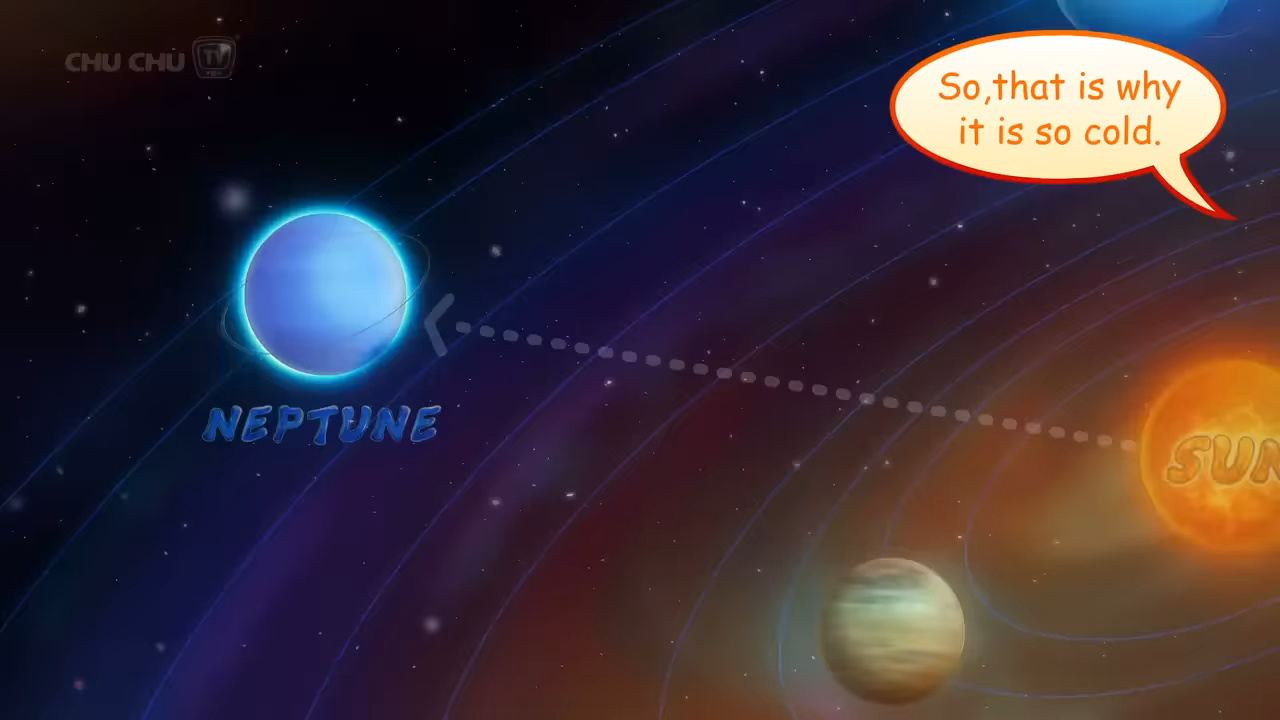 CHU CHU TV
So,that is why
it is so cold.
NEPTUNE
SUN